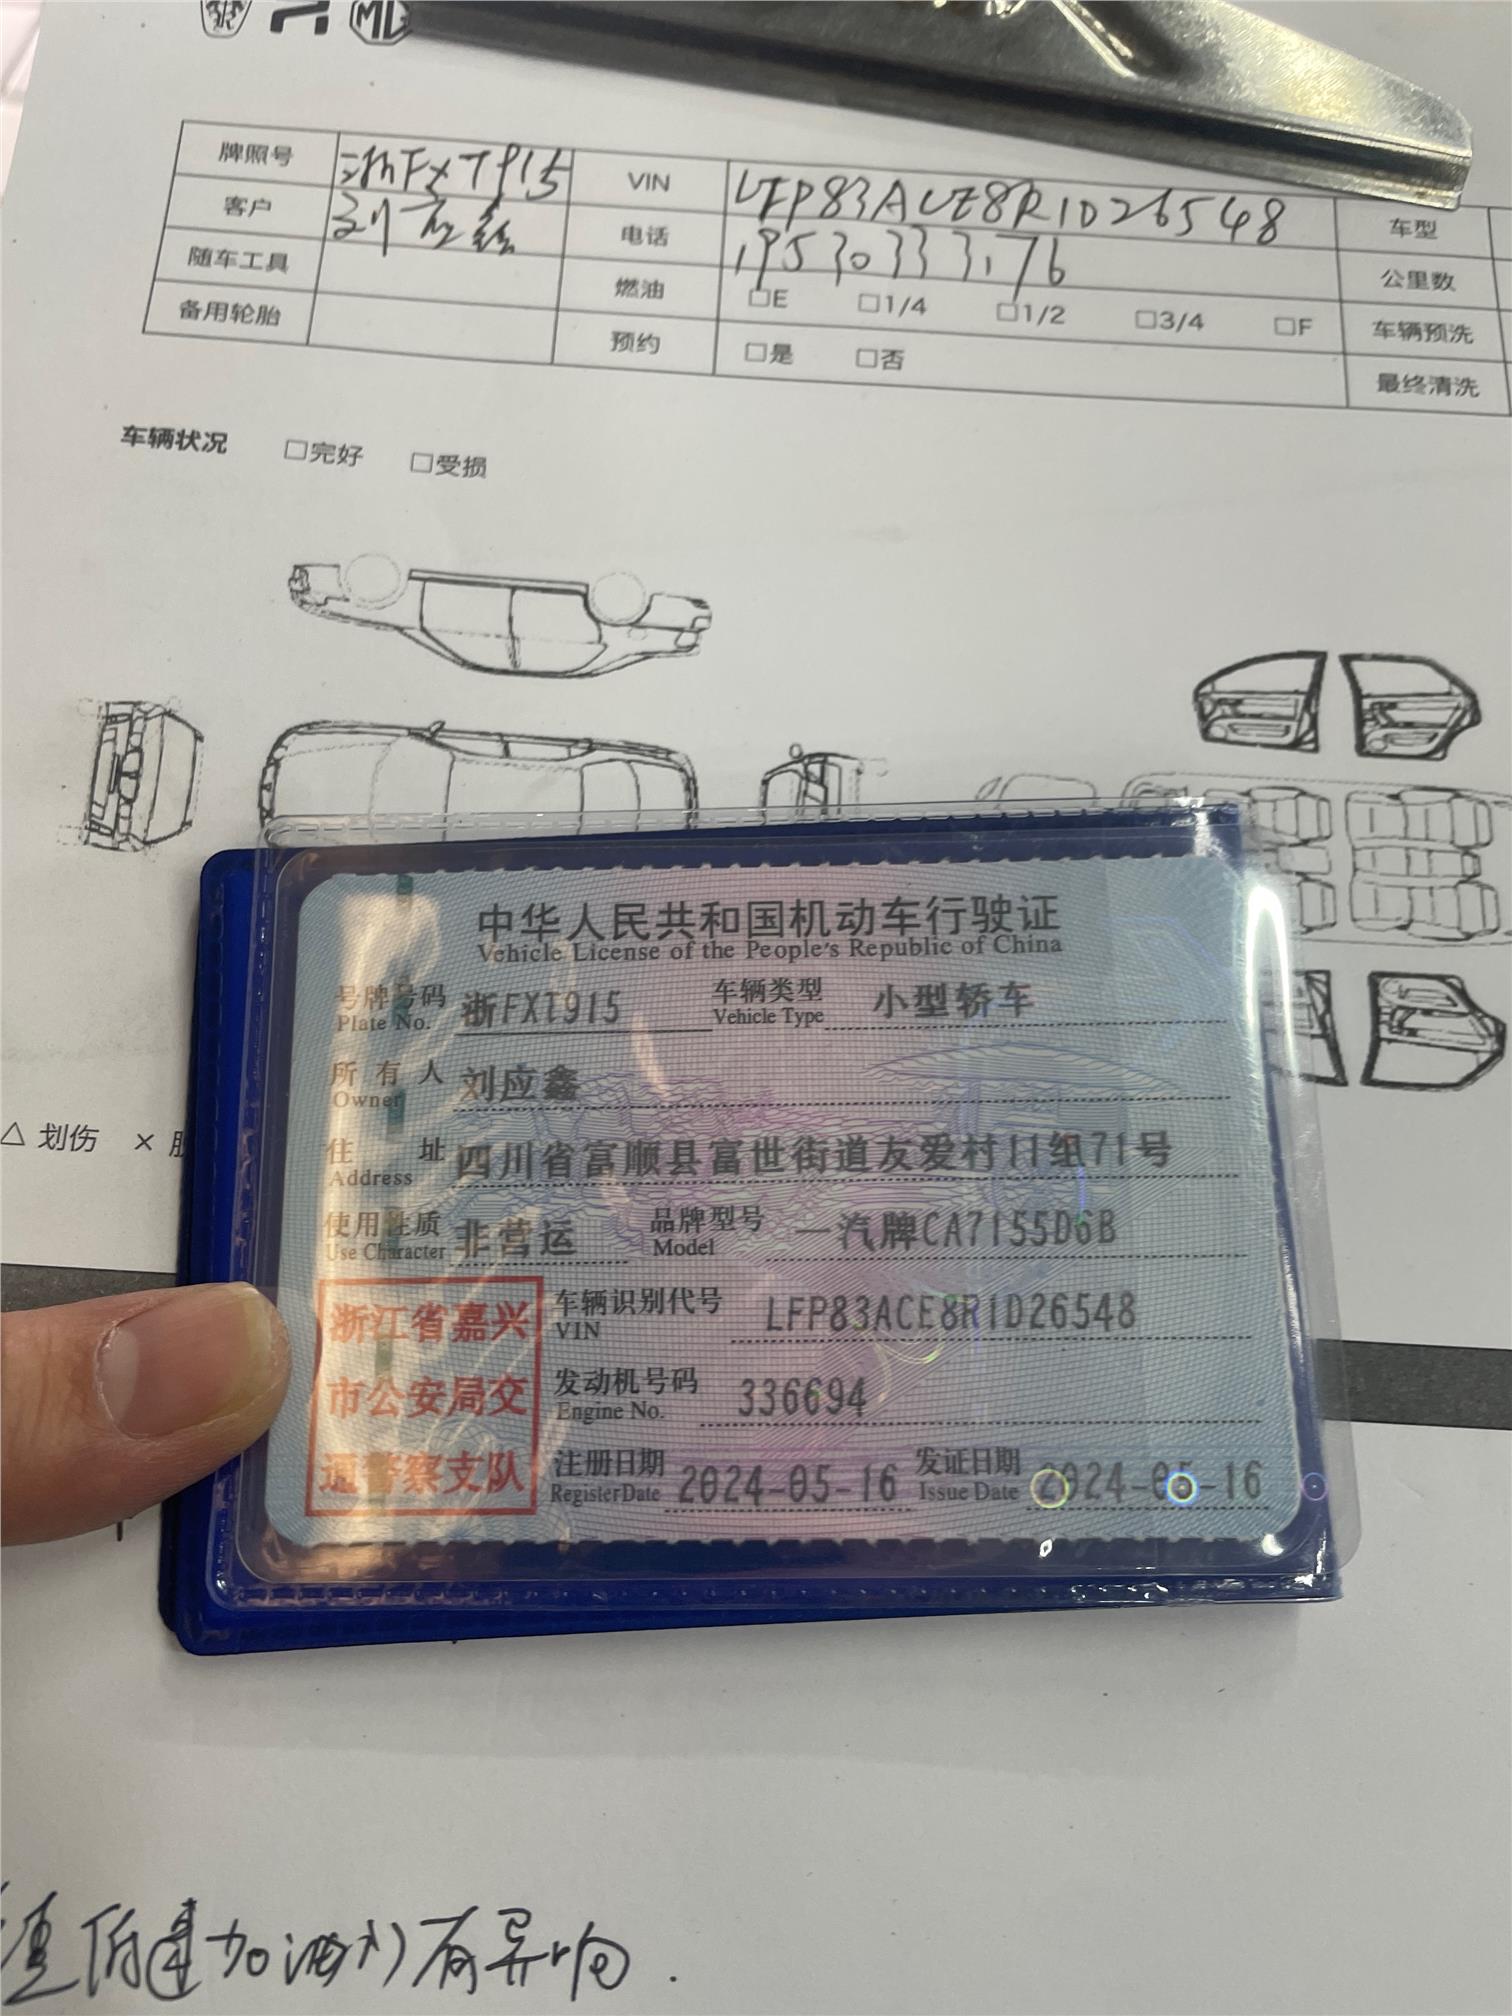 MG
牌照号 浙FXT915 VIN LFP83ACE8R1D26548 车型
客户 刘应鑫 电话 19530333176 公里数
随车工具 燃油 □E □1/4 □1/2 □3/4 □F 车辆预洗
备用轮胎 预约 □是 □否 最终清洗
车辆状况 □完好 □受损
△ 划伤 ×
中华人民共和国机动车行驶证
Vehicle License of the People's Republic of China
号牌号码 浙FXT915 车辆类型 小型轿车
Plate No. Vehicle Type
所有人 刘应鑫
Owner
住址 四川省富顺县富世街道友爱村11组71号
Address
使用性质 非营运 品牌型号 一汽牌CA7155D6B
Use Character Model
浙江省嘉兴
市公安局交
通警察支队
车辆识别代号 LFP83ACE8R1D26548
VIN
发动机号码 336694
Engine No.
注册日期 2024-05-16 发证日期 2024-05-16
Register Date Issue Date
有异响.